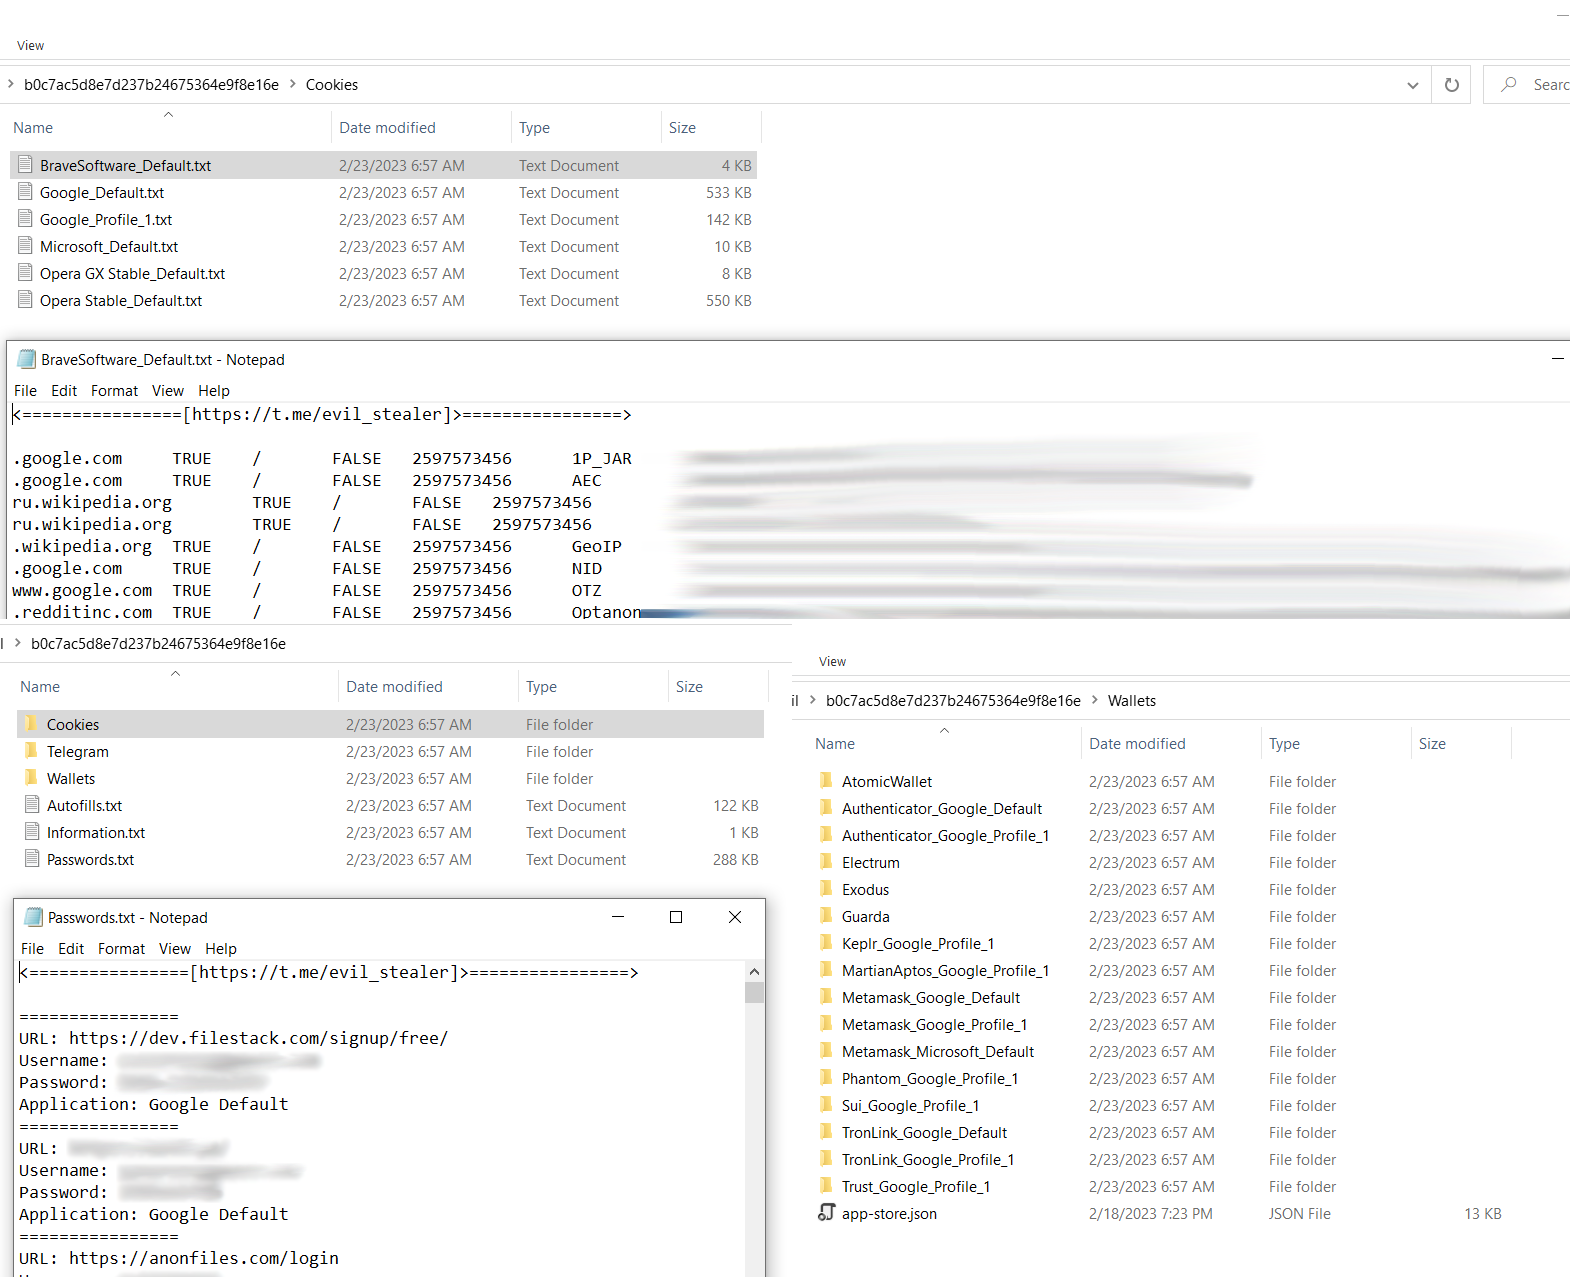 View
b0c7ac5d8e7d237b24675364e9f8e16e > Cookies
Searc
Name Date modified Type Size
BraveSoftware_Default.txt 2/23/2023 6:57 AM Text Document 4 KB
Google_Default.txt 2/23/2023 6:57 AM Text Document 533 KB
Google_Profile_1.txt 2/23/2023 6:57 AM Text Document 142 KB
Microsoft_Default.txt 2/23/2023 6:57 AM Text Document 10 KB
Opera GX Stable_Default.txt 2/23/2023 6:57 AM Text Document 8 KB
Opera Stable_Default.txt 2/23/2023 6:57 AM Text Document 550 KB
BraveSoftware_Default.txt - Notepad
File Edit Format View Help
<================[https://t.me/evil_stealer]>================>
.google.com TRUE / FALSE 2597573456 1P_JAR
.google.com TRUE / FALSE 2597573456 AEC
ru.wikipedia.org TRUE / FALSE 2597573456
ru.wikipedia.org TRUE / FALSE 2597573456
.wikipedia.org TRUE / FALSE 2597573456 GeoIP
.google.com TRUE / FALSE 2597573456 NID
www.google.com TRUE / FALSE 2597573456 OTZ
.redditinc.com TRUE / FALSE 2597573456 Optanon
l > b0c7ac5d8e7d237b24675364e9f8e16e
Name Date modified Type Size
Cookies 2/23/2023 6:57 AM File folder
Telegram 2/23/2023 6:57 AM File folder
Wallets 2/23/2023 6:57 AM File folder
Autofills.txt 2/23/2023 6:57 AM Text Document 122 KB
Information.txt 2/23/2023 6:57 AM Text Document 1 KB
Passwords.txt 2/23/2023 6:57 AM Text Document 288 KB
Passwords.txt - Notepad
File Edit Format View Help
<================[https://t.me/evil_stealer]>================>
================
URL: https://dev.filestack.com/signup/free/
Username:
Password:
Application: Google Default
================
URL:
Username:
Password:
Application: Google Default
================
URL: https://anonfiles.com/login
View
il > b0c7ac5d8e7d237b24675364e9f8e16e > Wallets
Name Date modified Type Size
AtomicWallet 2/23/2023 6:57 AM File folder
Authenticator_Google_Default 2/23/2023 6:57 AM File folder
Authenticator_Google_Profile_1 2/23/2023 6:57 AM File folder
Electrum 2/23/2023 6:57 AM File folder
Exodus 2/23/2023 6:57 AM File folder
Guarda 2/23/2023 6:57 AM File folder
Keplr_Google_Profile_1 2/23/2023 6:57 AM File folder
MartianAptos_Google_Profile_1 2/23/2023 6:57 AM File folder
Metamask_Google_Default 2/23/2023 6:57 AM File folder
Metamask_Google_Profile_1 2/23/2023 6:57 AM File folder
Metamask_Microsoft_Default 2/23/2023 6:57 AM File folder
Phantom_Google_Profile_1 2/23/2023 6:57 AM File folder
Sui_Google_Profile_1 2/23/2023 6:57 AM File folder
TronLink_Google_Default 2/23/2023 6:57 AM File folder
TronLink_Google_Profile_1 2/23/2023 6:57 AM File folder
Trust_Google_Profile_1 2/23/2023 6:57 AM File folder
app-store.json 2/18/2023 7:23 PM JSON File 13 KB